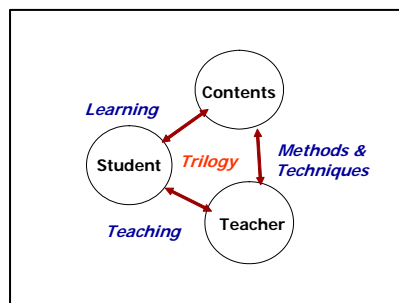 Contents
Learning
Methods &
Techniques
Student
Trilogy
Teaching
Teacher